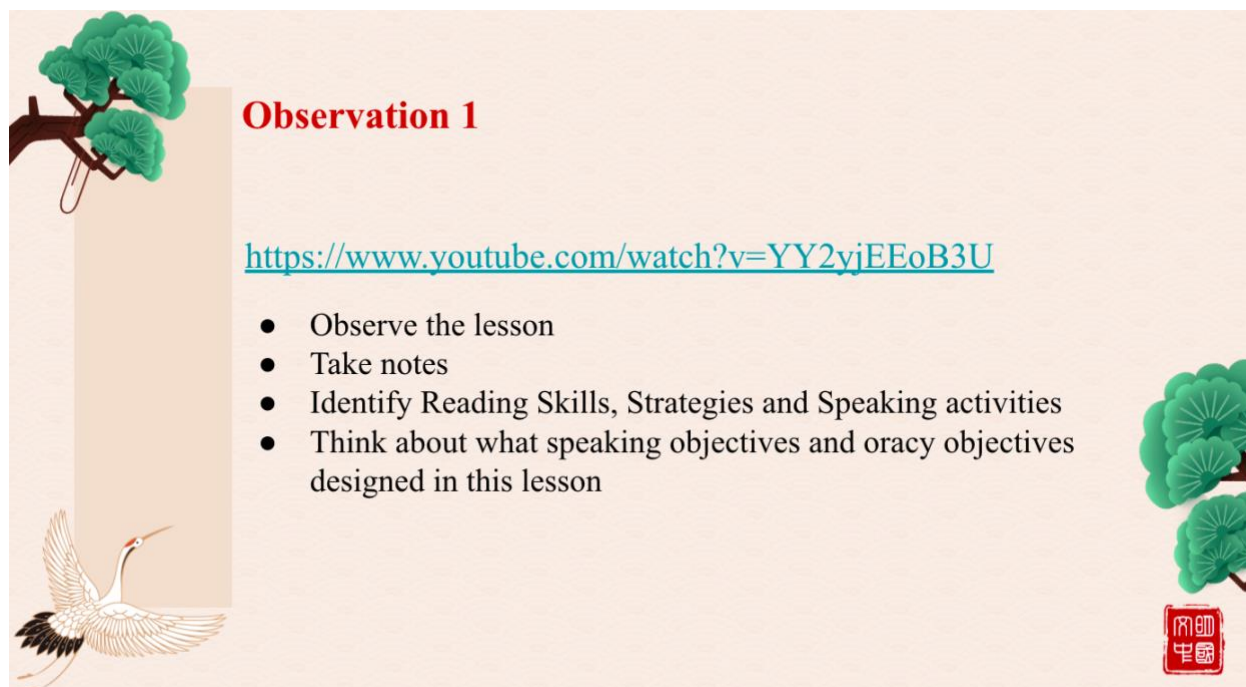 Observation 1
https://www.youtube.com/watch?v=YY2yjEEoB3U
● Observe the lesson
● Take notes
● Identify Reading Skills, Strategies and Speaking activities
● Think about what speaking objectives and oracy objectives
designed in this lesson